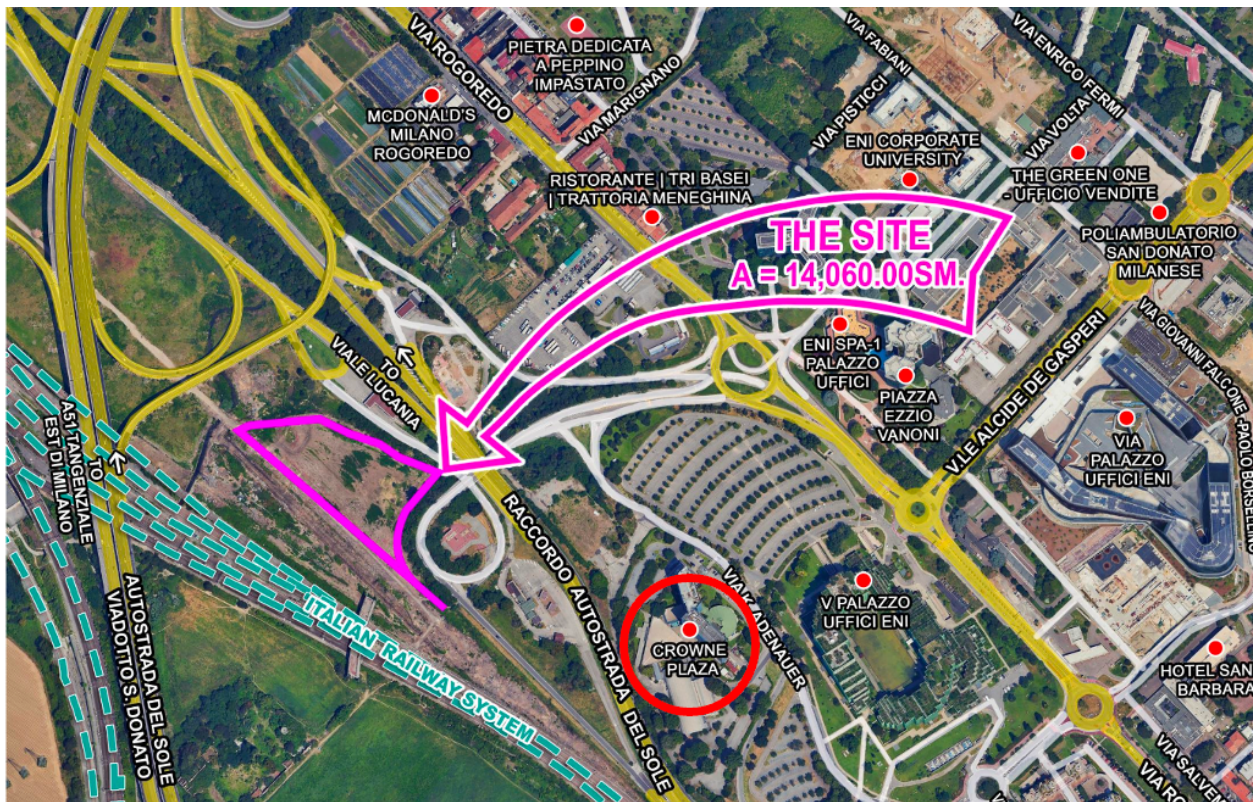 VIA ROGOREDO
PIETRA DEDICATA
A PEPPINO
IMPASTATO
VIA FABIANI
VIA ENRICO FERMI
MCDONALD'S
MILANO
ROGOREDO
VIA MARIGNANO
VIA PISTICCI
VIA VOLTA
ENI CORPORATE
UNIVERSITY
THE GREEN ONE
- UFFICIO VENDITE
RISTORANTE | TRI BASEI
| TRATTORIA MENEGHINA
POLIAMBULATORIO
SAN DONATO
MILANESE
THE SITE
A = 14,060.00SM.
VIA GIOVANNI FALCONE -PAOLO BORSELLIN
ENI SPA-1
PALAZZO
UFFICI
PIAZZA
EZZIO
VANONI
V.LE ALCIDE DE GASPERI
VIA
PALAZZO
UFFICI ENI
TO
VIALE LUCANIA
A51 TANGENZIALE
EST DI MILANO
TO
RACCORDO AUTOSTRADA DEL SOLE
AUTOSTRADA DEL SOLE
VIADOTTO S. DONATO
ITALIAN RAILWAY SYSTEM
CROWNE
PLAZA
VIA K ADENAUER
V PALAZZO
UFFICI ENI
HOTEL SAN
BARBARA
VIA SALVEM
VIA RO